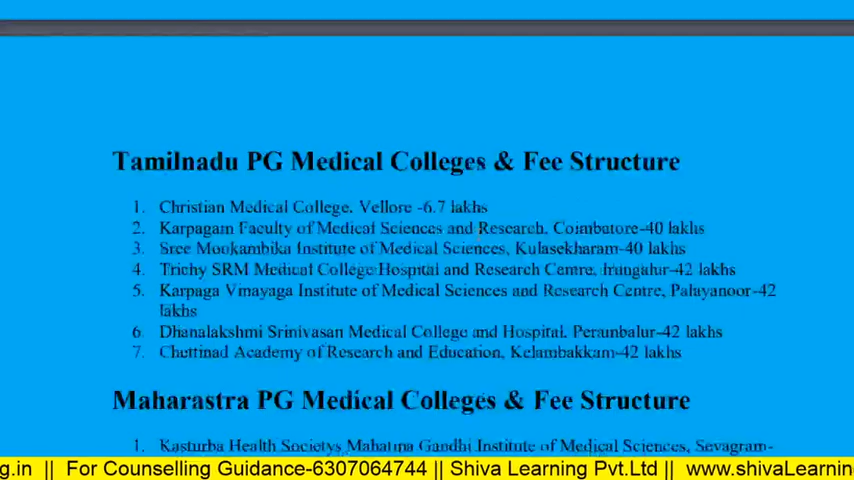 Tamilnadu PG Medical Colleges & Fee Structure
1. Christian Medical College, Vellore -6.7 lakhs
2. Karpagam Faculty of Medical Sciences and Research, Coimbatore-40 lakhs
3. Sree Mookambika Institute of Medical Sciences, Kulasekharam-40 lakhs
4. Trichy SRM Medical College Hospital and Research Centre, Irungalur-42 lakhs
5. Karpaga Vinayaga Institute of Medical Sciences and Research Centre, Palayanoor-42
lakhs
6. Dhanalakshmi Srinivasan Medical College and Hospital, Perambalur-42 lakhs
7. Chettinad Academy of Research and Education, Kelambakkam-42 lakhs
Maharastra PG Medical Colleges & Fee Structure
1. Kasturba Health Societys Mahatma Gandhi Institute of Medical Sciences, Sevagram-
g.in || For Counselling Guidance-6307064744 || Shiva Learning Pvt.Ltd || www.shivaLearnin